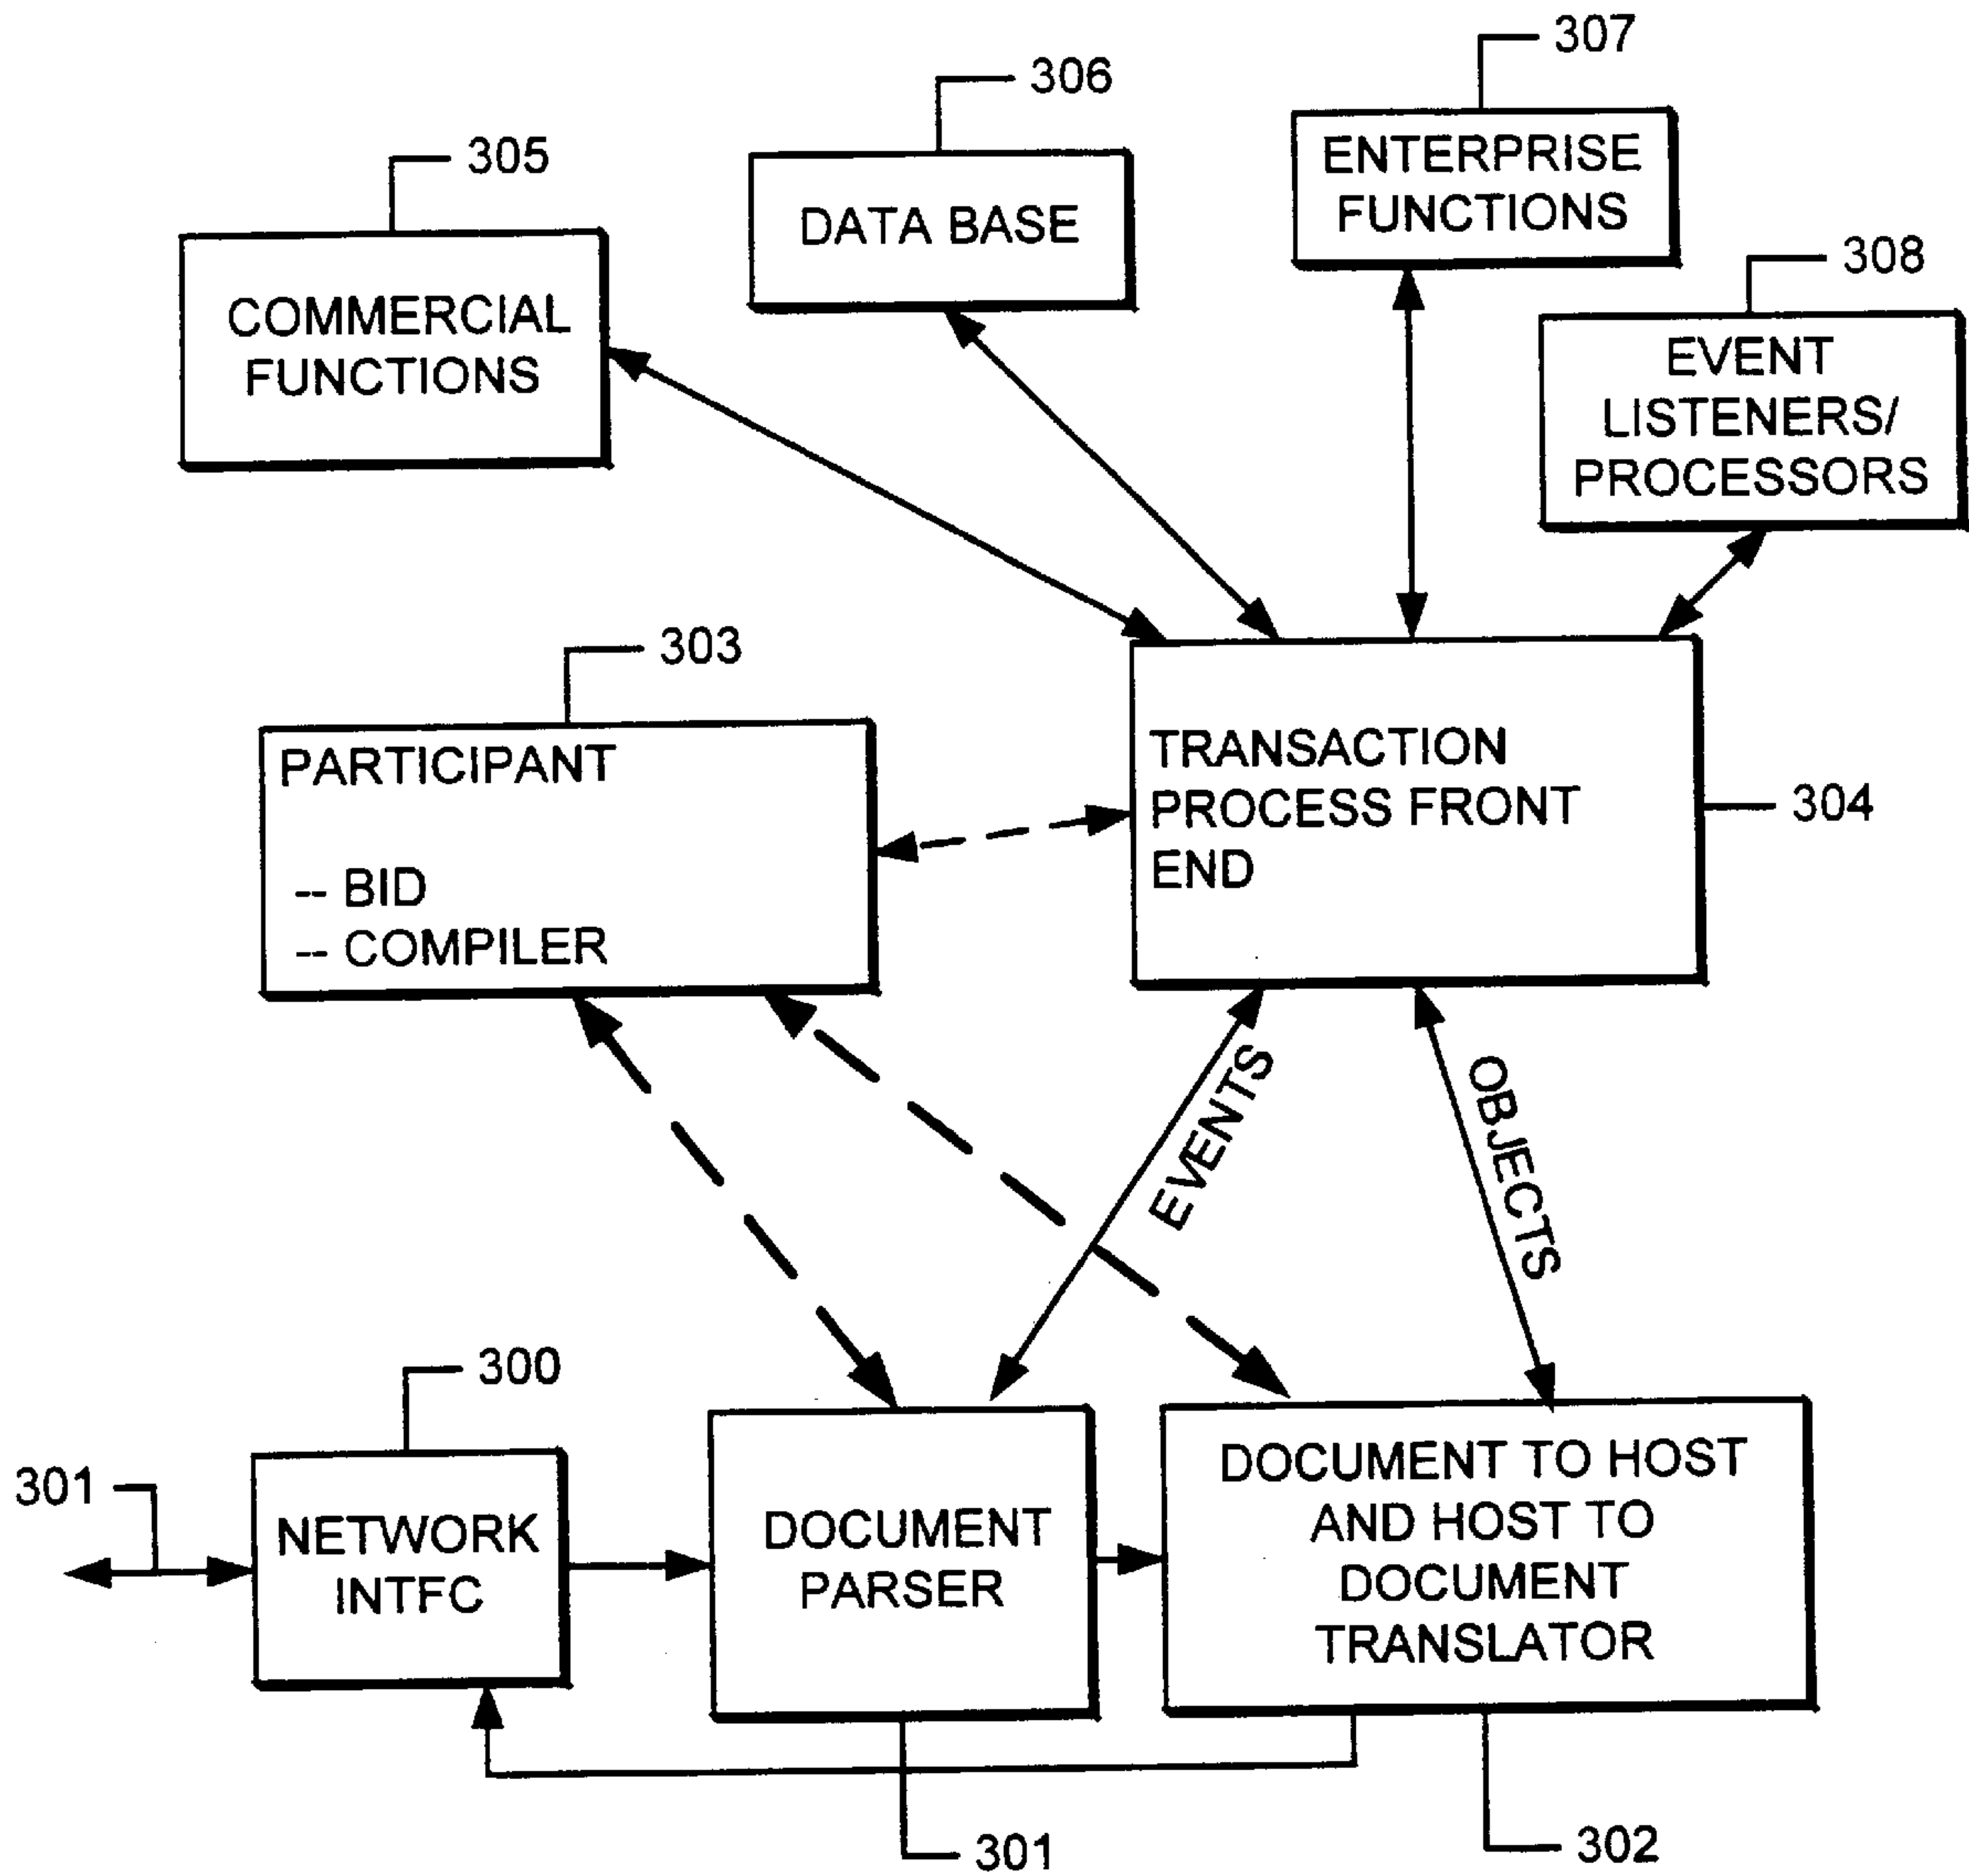 307
306
ENTERPRISE
FUNCTIONS
305
DATA BASE
308
COMMERCIAL
FUNCTIONS
EVENT
LISTENERS/
PROCESSORS
303
PARTICIPANT
-- BID
-- COMPILER
TRANSACTION
PROCESS FRONT
END
304
EVENTS
OBJECTS
300
301
NETWORK
INTFC
DOCUMENT
PARSER
DOCUMENT TO HOST
AND HOST TO
DOCUMENT
TRANSLATOR
301
302